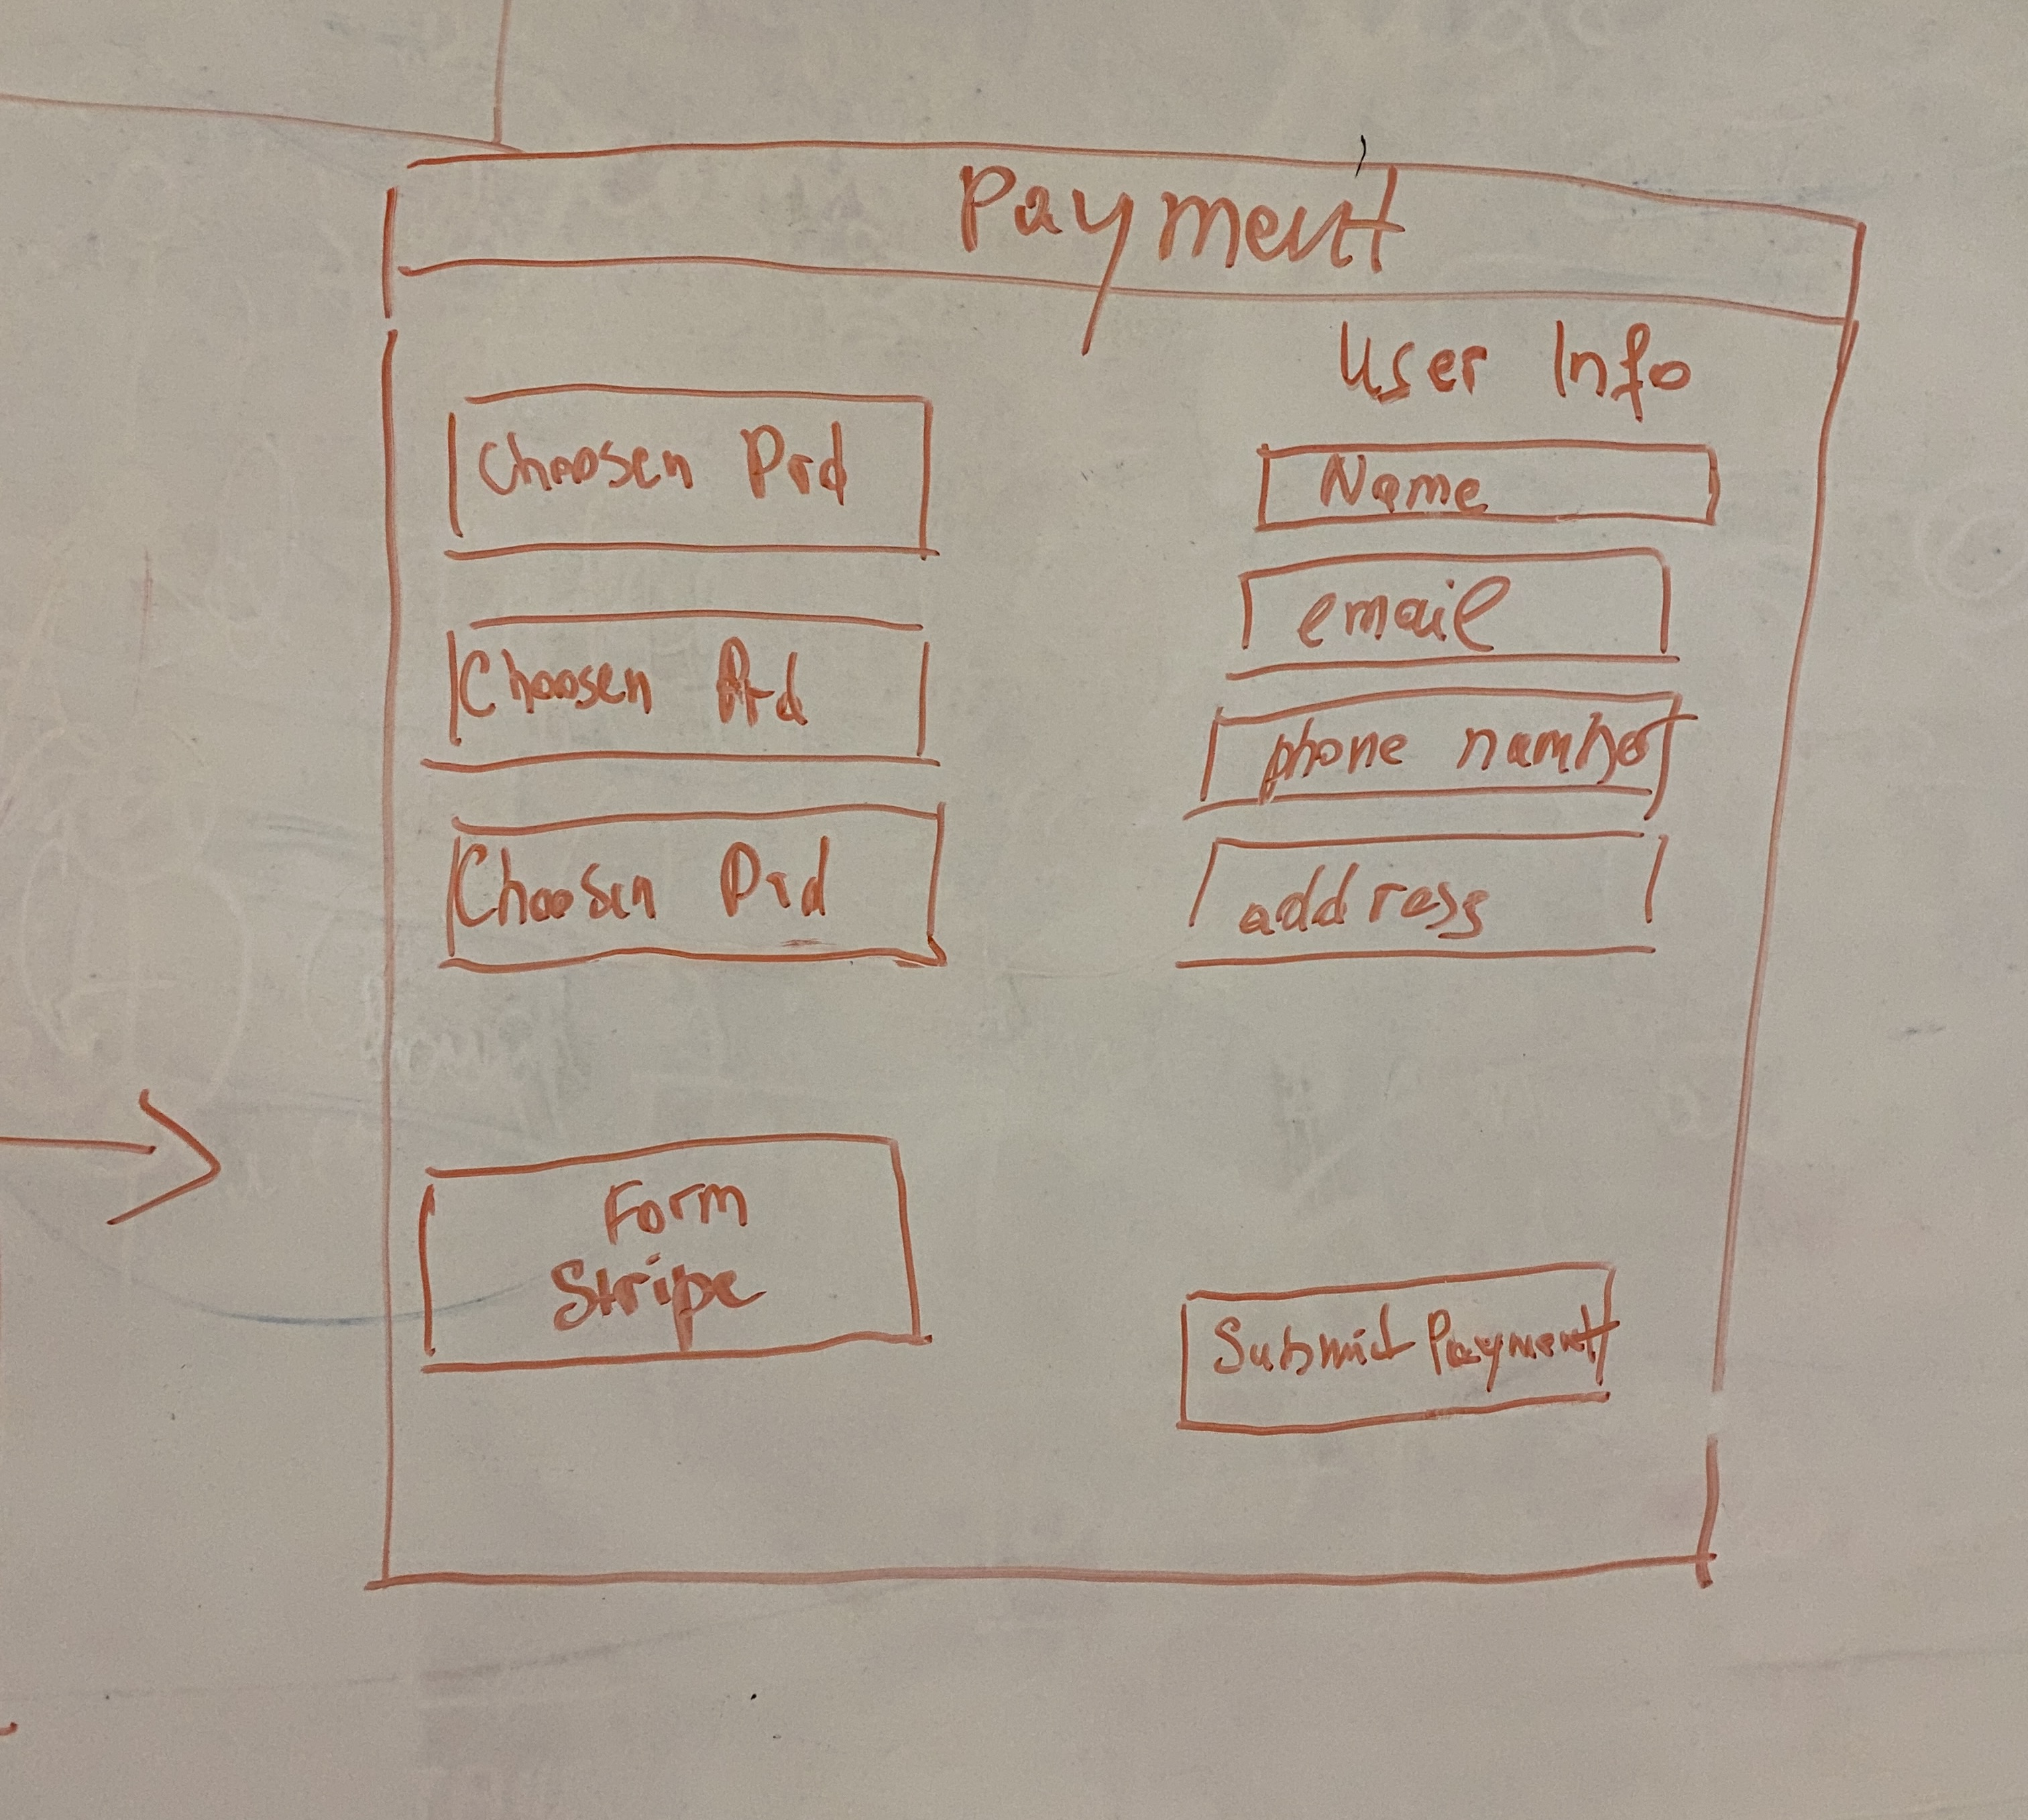 Payment
User Info
Choosen Prd
Choosen Prd
Choosen Prd
Name
email
phone number
address
Form
Stripe
Submit Payment